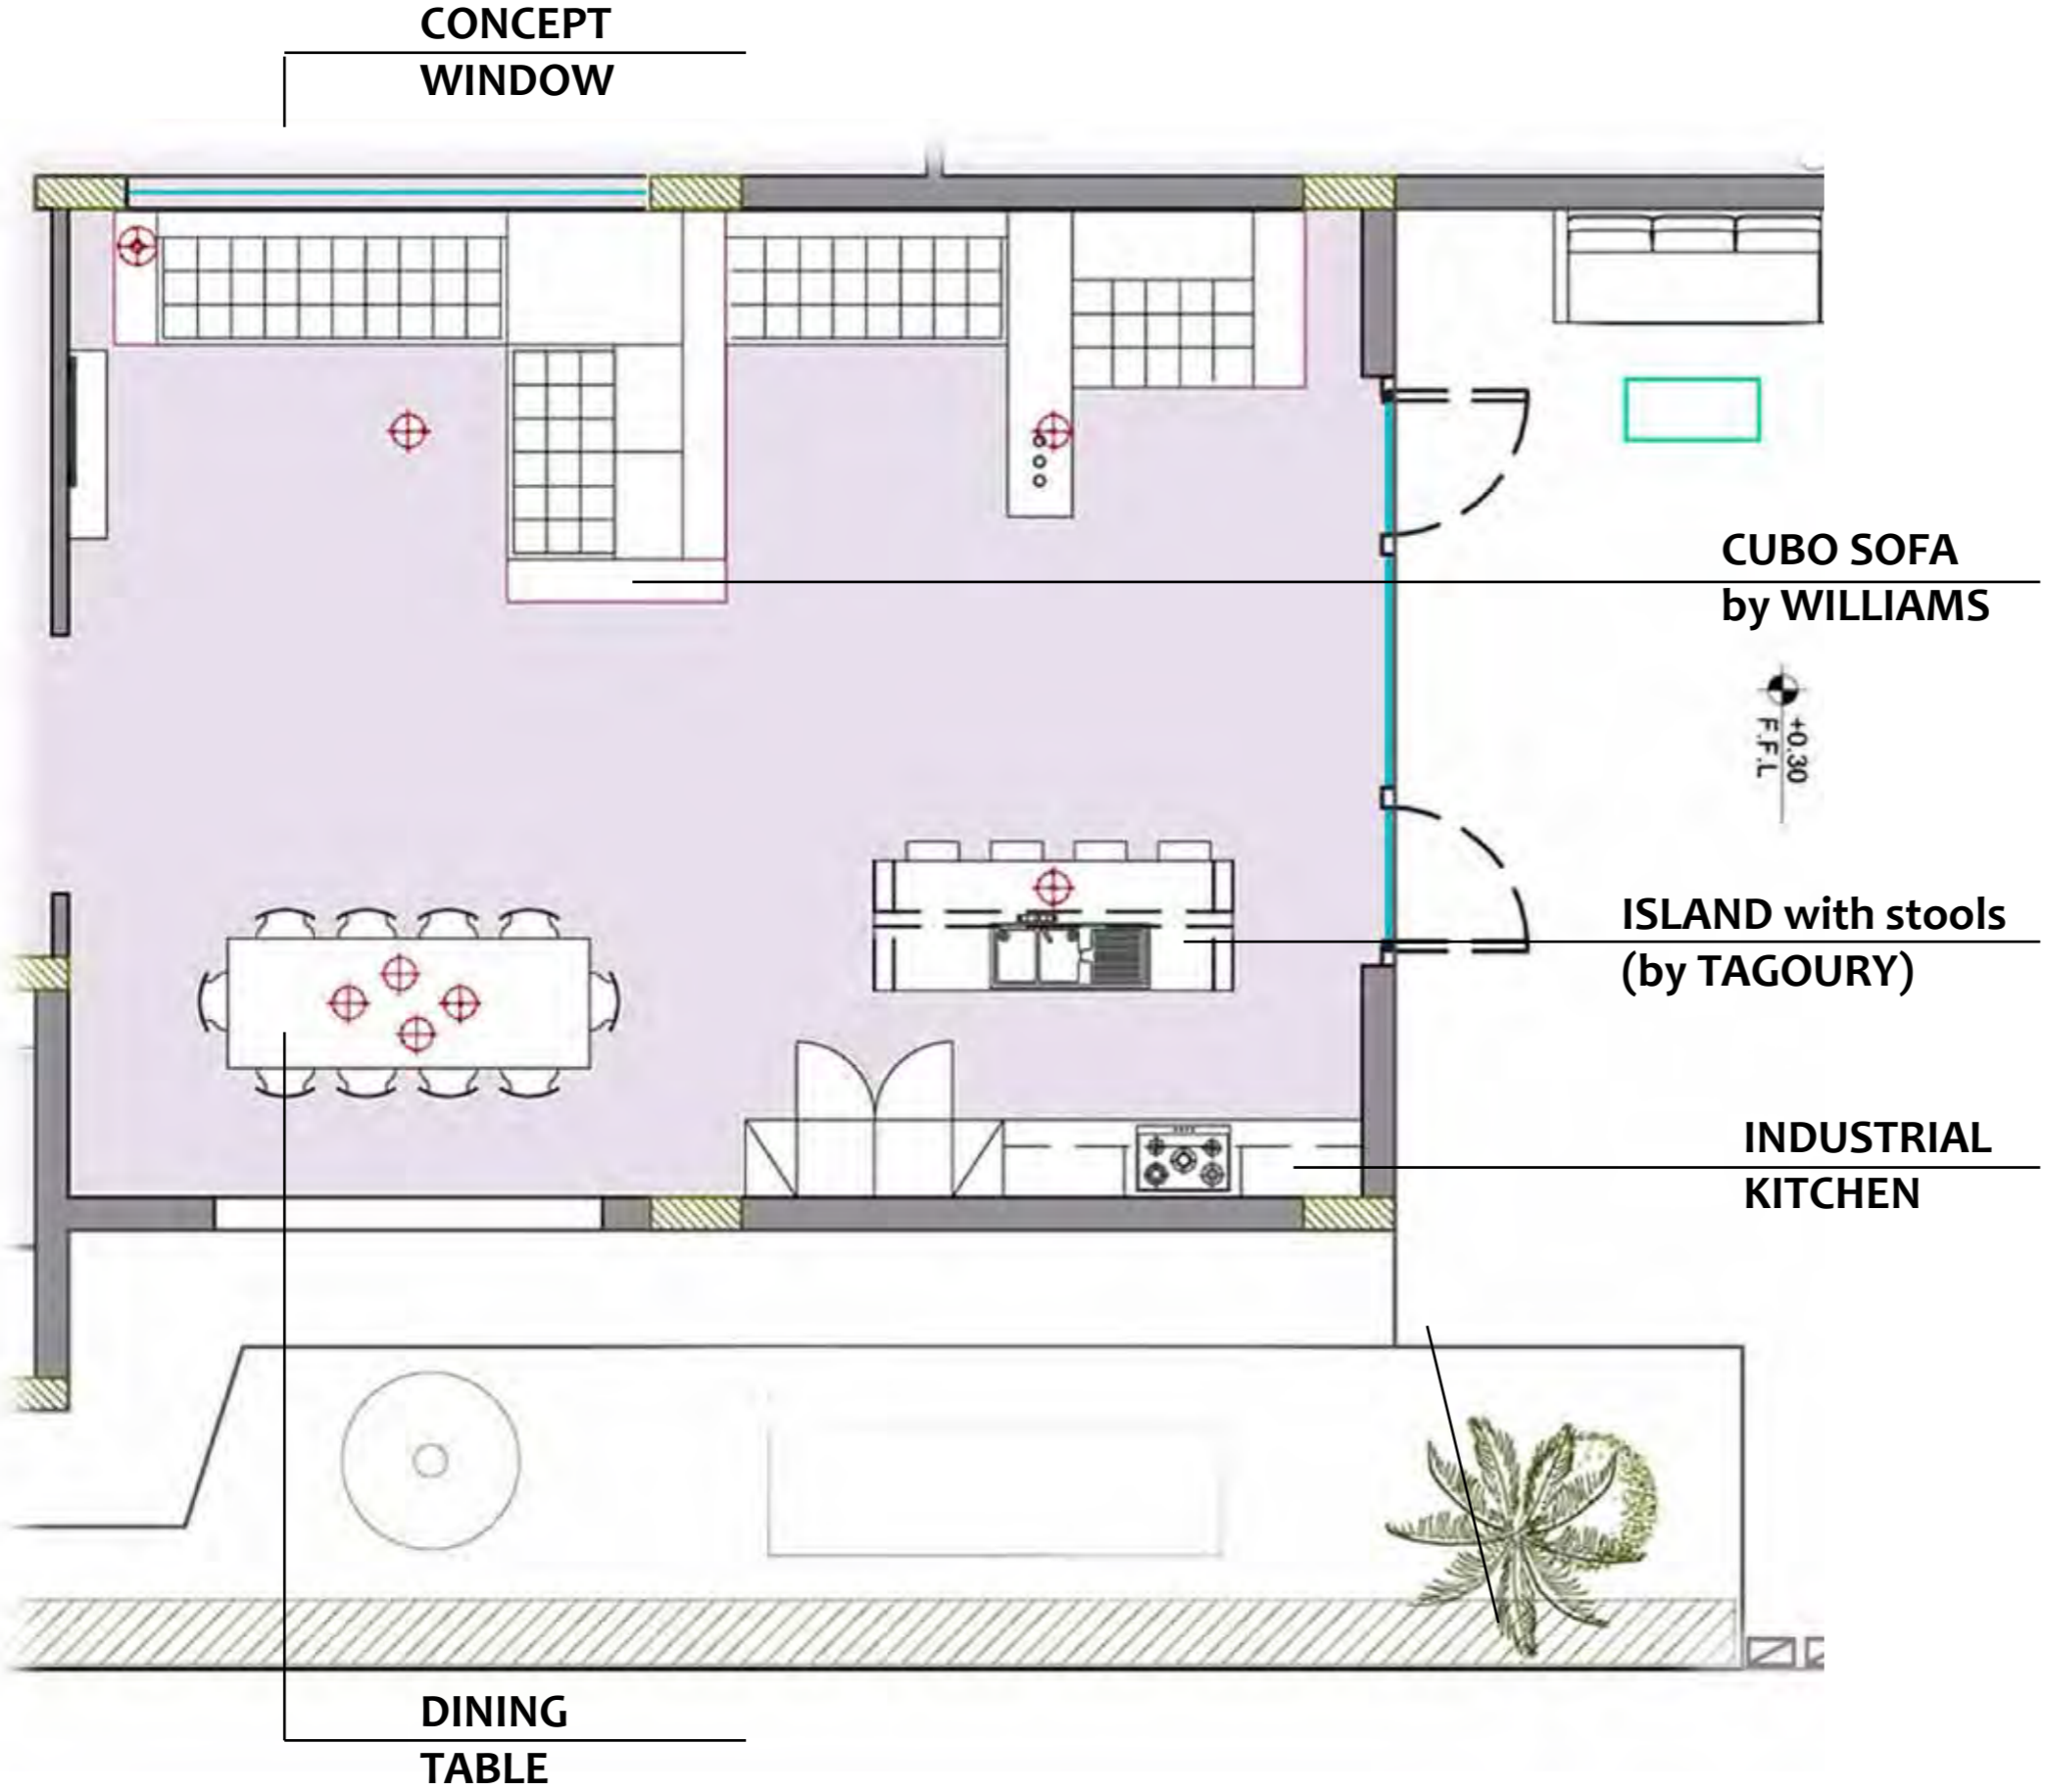 CONCEPT
WINDOW
CUBO SOFA
by WILLIAMS
+0.30
F.F.L
ISLAND with stools
(by TAGOURY)
INDUSTRIAL
KITCHEN
DINING
TABLE